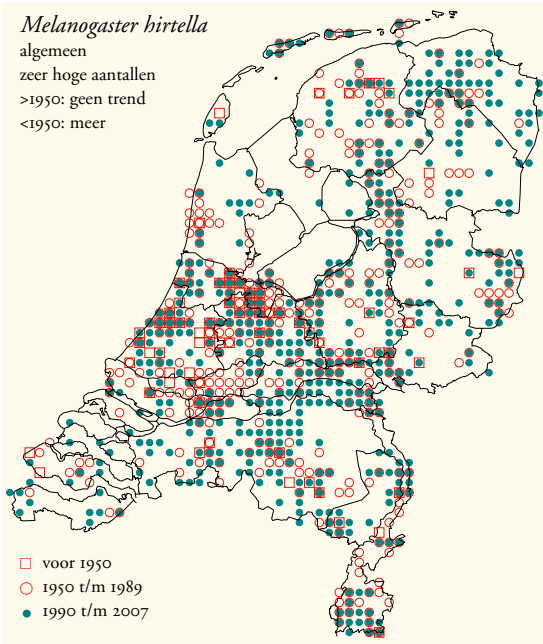 Melanogaster hirtella
algemeen
zeer hoge aantallen
>1950: geen trend
<1950: meer
voor 1950
1950 t/m 1989
1990 t/m 2007